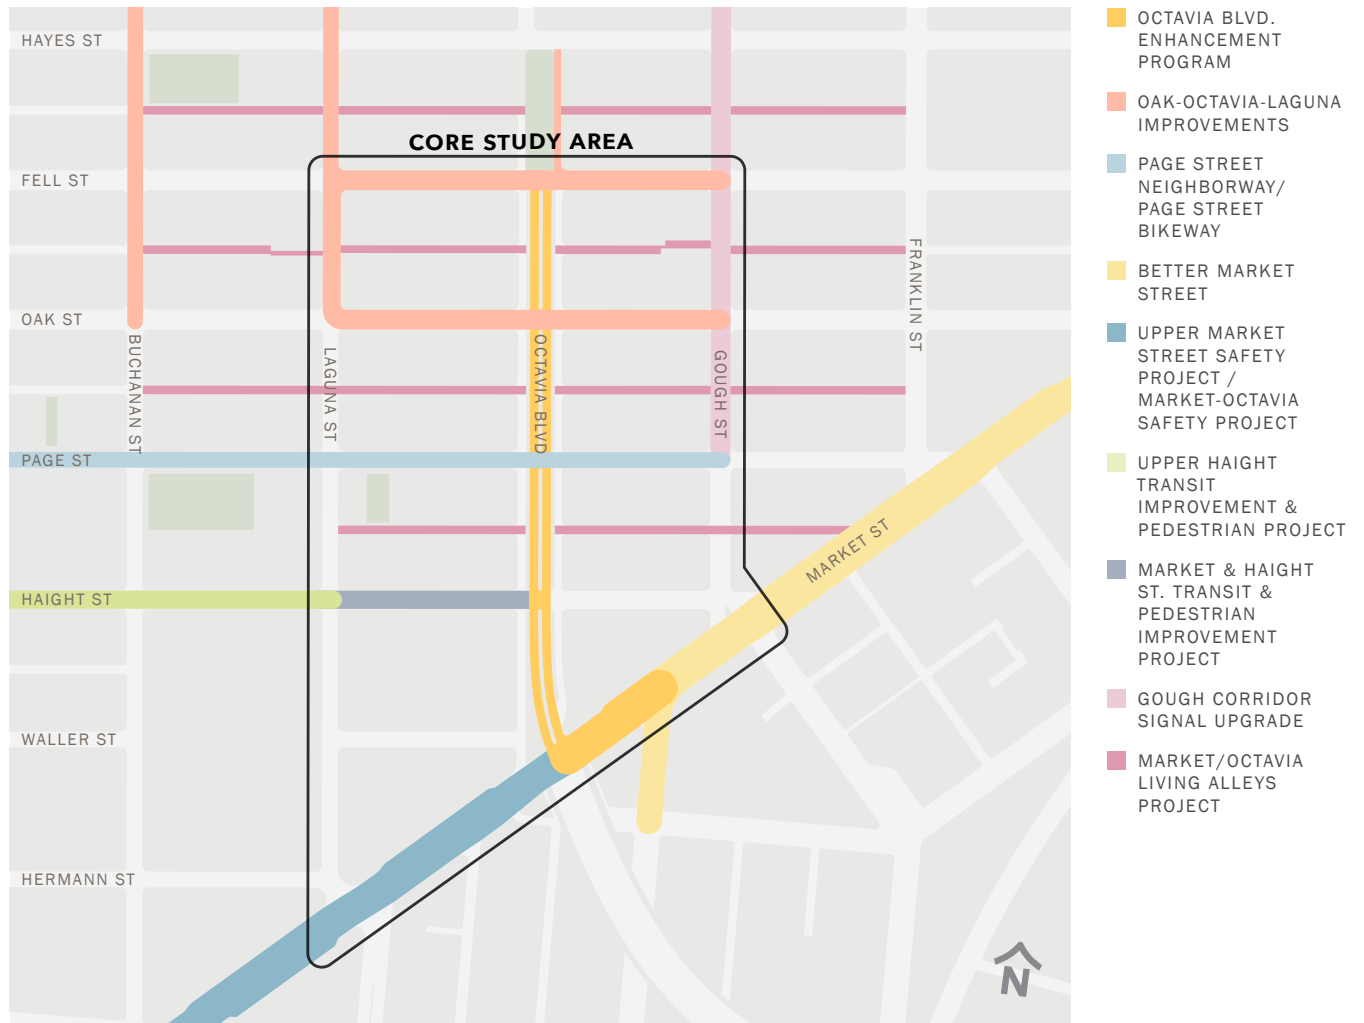 HAYES ST
CORE STUDY AREA
FELL ST
FRANKLIN ST
OAK ST
BUCHANAN ST
LAGUNA ST
OCTAVIA BLVD
GOUGH ST
PAGE ST
MARKET ST
HAIGHT ST
WALLER ST
HERMANN ST
N
OCTAVIA BLVD.
ENHANCEMENT
PROGRAM
OAK-OCTAVIA-LAGUNA
IMPROVEMENTS
PAGE STREET
NEIGHBORWAY/
PAGE STREET
BIKEWAY
BETTER MARKET
STREET
UPPER MARKET
STREET SAFETY
PROJECT /
MARKET-OCTAVIA
SAFETY PROJECT
UPPER HAIGHT
TRANSIT
IMPROVEMENT &
PEDESTRIAN PROJECT
MARKET & HAIGHT
ST. TRANSIT &
PEDESTRIAN
IMPROVEMENT
PROJECT
GOUGH CORRIDOR
SIGNAL UPGRADE
MARKET/OCTAVIA
LIVING ALLEYS
PROJECT